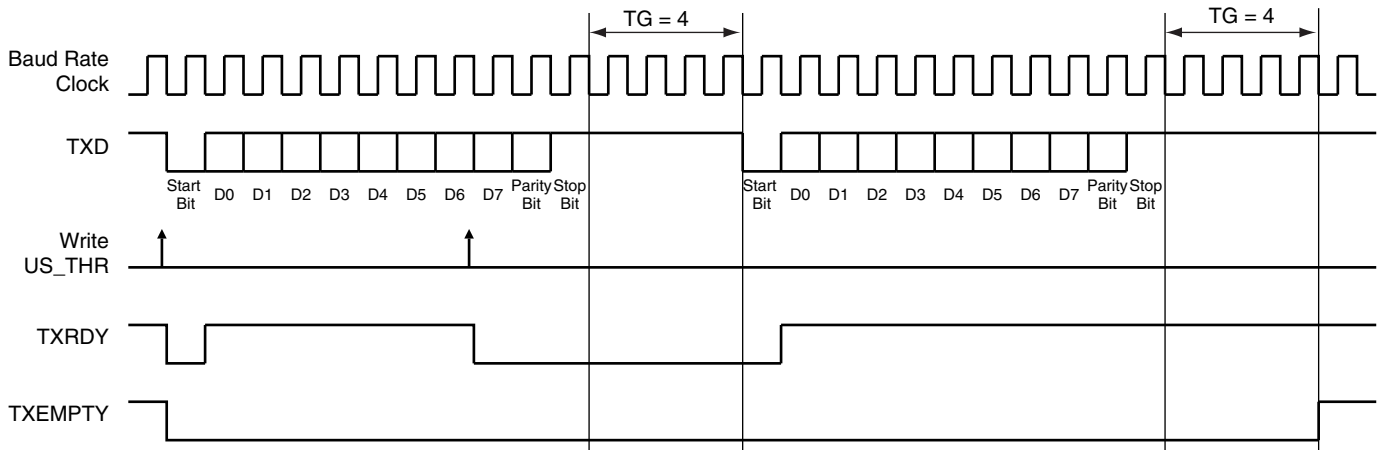 TG = 4
TG = 4
Baud Rate
Clock
TXD
Start
Bit
D0
D1
D2
D3
D4
D5
D6
D7
Parity
Bit
Stop
Bit
Start
Bit
D0
D1
D2
D3
D4
D5
D6
D7
Parity
Bit
Stop
Bit
Write
US_THR
TXRDY
TXEMPTY